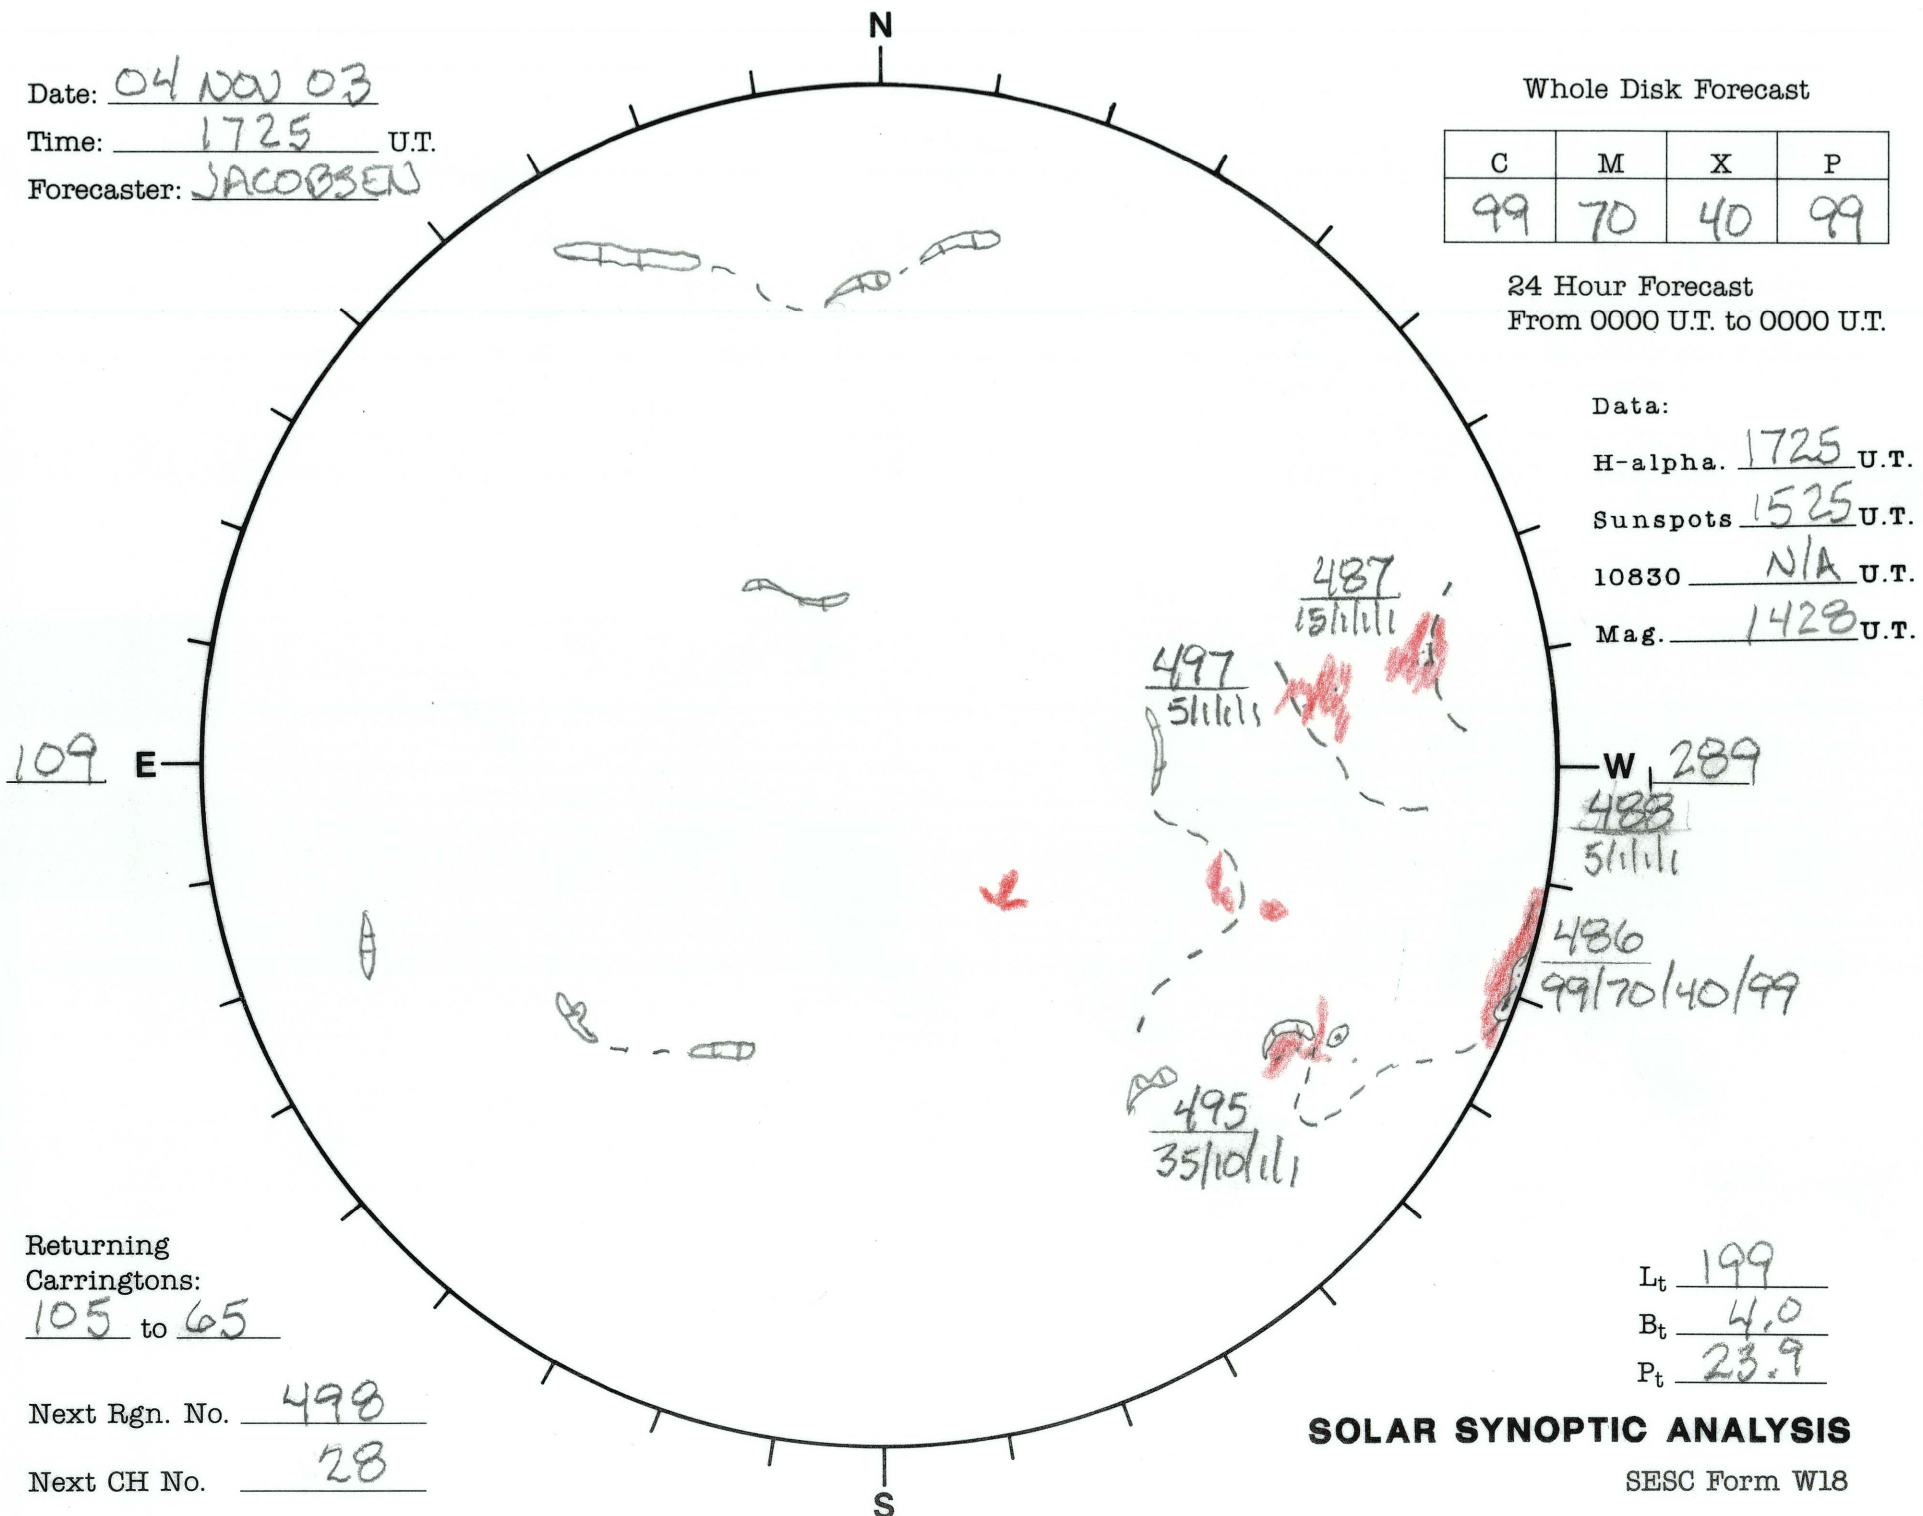 N
Date: 04 NOV 03
Time: 1725 U.T.
Forecaster: JACOBSEN
Whole Disk Forecast
C M X P
99 70 40 99
24 Hour Forecast
From 0000 U.T. to 0000 U.T.
Data:
H-alpha. 1725 U.T.
Sunspots 1525 U.T.
10830 N/A U.T.
Mag. 1428 U.T.
487
15/1/1/1
497
5/1/1/1
109 E
W 289
488
5/1/1/1
486
99/70/40/99
495
35/10/1/1
Returning
Carringtons:
105 to 65
Next Rgn. No. 498
Next CH No. 28
Lt 199
Bt 4.0
Pt 23.9
SOLAR SYNOPTIC ANALYSIS
SESC Form W18
S